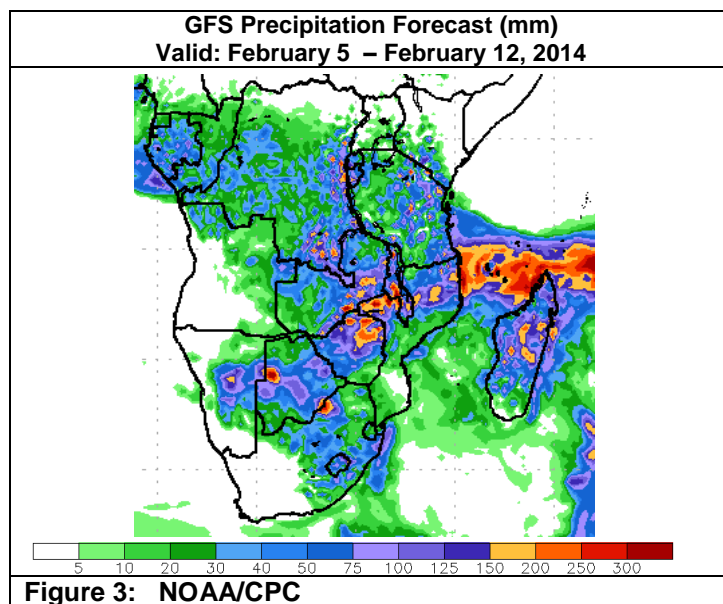 GFS Precipitation Forecast (mm)
Valid: February 5 – February 12, 2014
5 10 20 30 40 50 75 100 125 150 200 250 300
Figure 3: NOAA/CPC